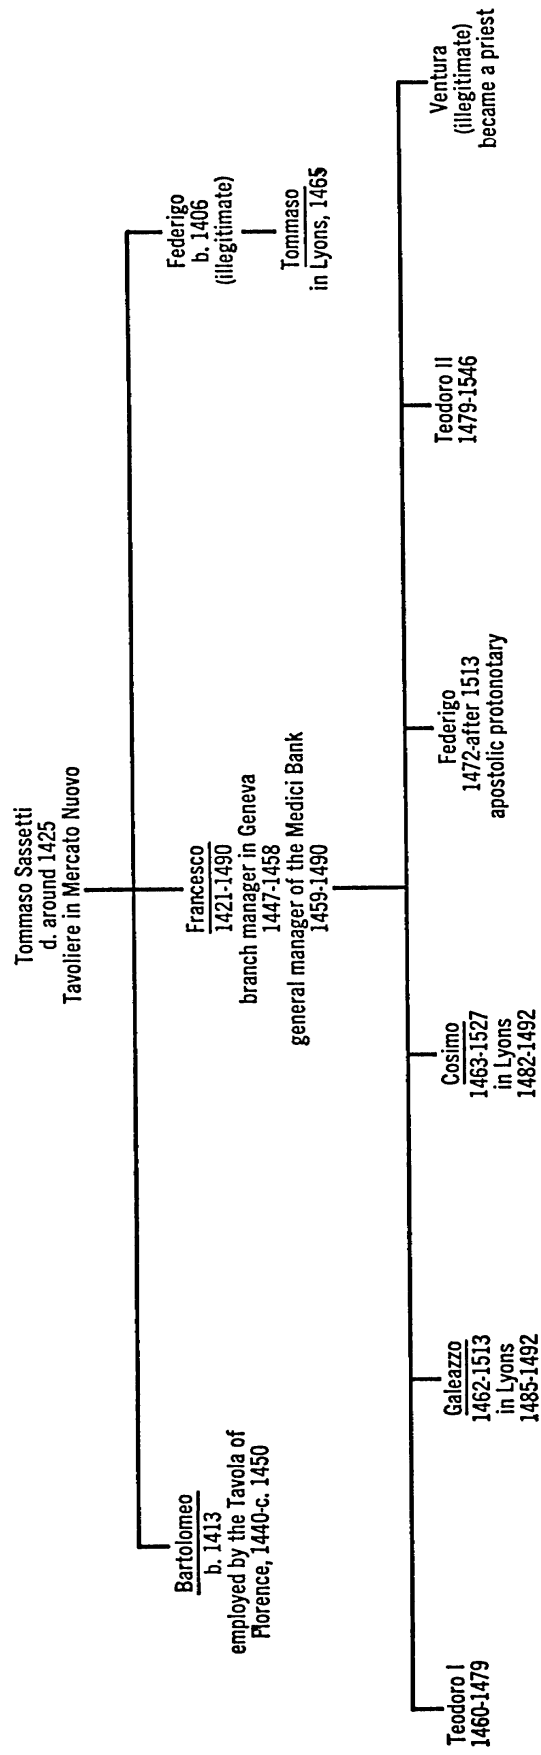 Tommaso Sassetti
d. around 1425
Tavoliere in Mercato Nuovo
Bartolomeo
b. 1413
employed by the Tavola of
Florence, 1440-c. 1450
Francesco
1421-1490
branch manager in Geneva
1447-1458
general manager of the Medici Bank
1459-1490
Federigo
b. 1406
(illegitimate)
Tommaso
in Lyons, 1465
Teodoro I
1460-1479
Galeazzo
1462-1513
in Lyons
1485-1492
Cosimo
1463-1527
in Lyons
1482-1492
Federigo
1472-after 1513
apostolic protonotary
Teodoro II
1479-1546
Ventura
(illegitimate)
became a priest